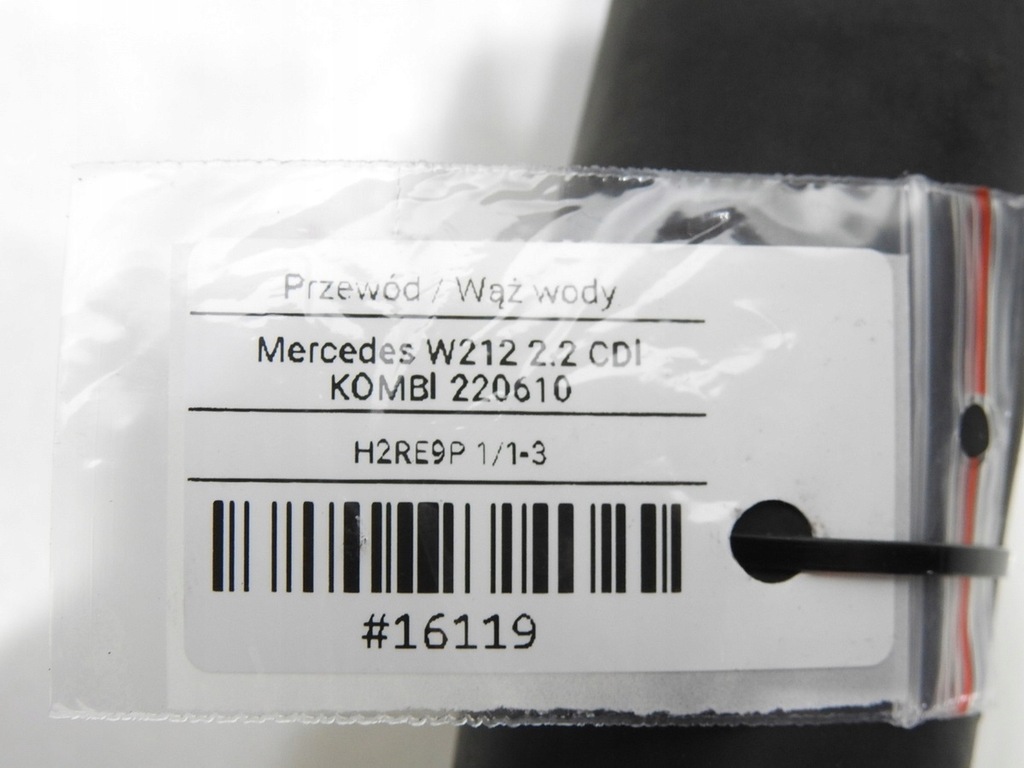 Przewód / Wąż wody
Mercedes W212 2.2 CDI
KOMBI 220610
H2RE9P 1/1-3
#16119